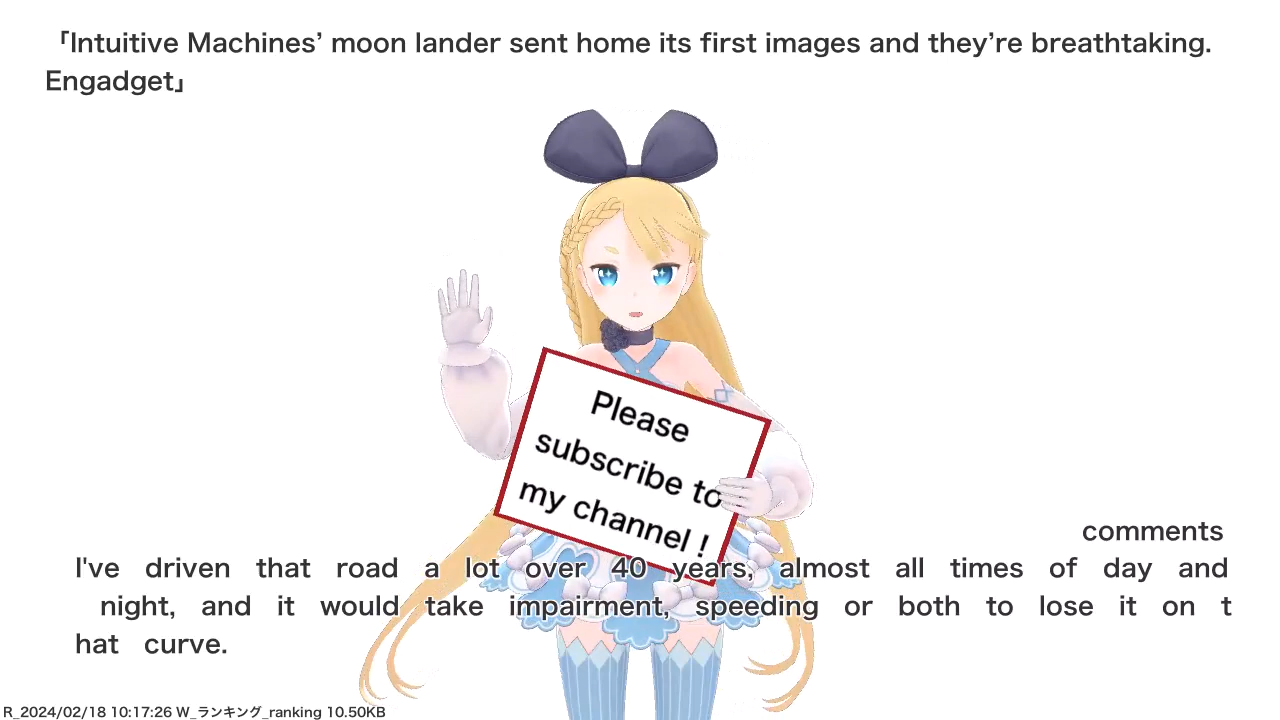 「Intuitive Machines’ moon lander sent home its first images and they’re breathtaking.
Engadget」
Please
subscribe to
my channel !
comments
I've driven that road a lot over 40 years, almost all times of day and
night, and it would take impairment, speeding or both to lose it on t
hat curve.
R_2024/02/18 10:17:26 W_ランキング_ranking 10.50KB